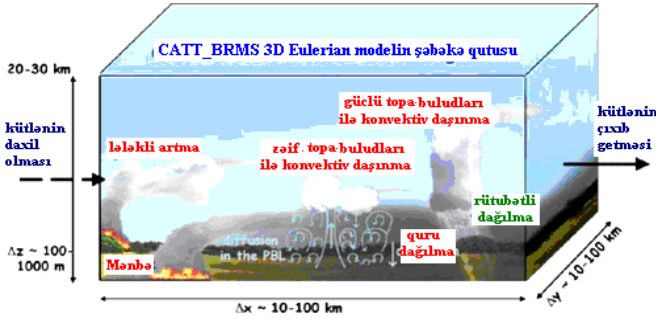 CATT_BRMS 3D Eulerian modelin şəbəkə qutusu
20-30 km
güclü topa buludları
ilə konvektiv daşınma
kütlənin
çıxıb
getməsi
kütlənin
daxil
olması
lələkli artma
zəif topa buludları
ilə konvektiv daşınma
rütubətli
dağılma
diffusion
in the PBL
quru
dağılma
Δz ~ 100
1000 m
Mənbə
Δx ~ 10-100 km
Δy ~ 10-100 km